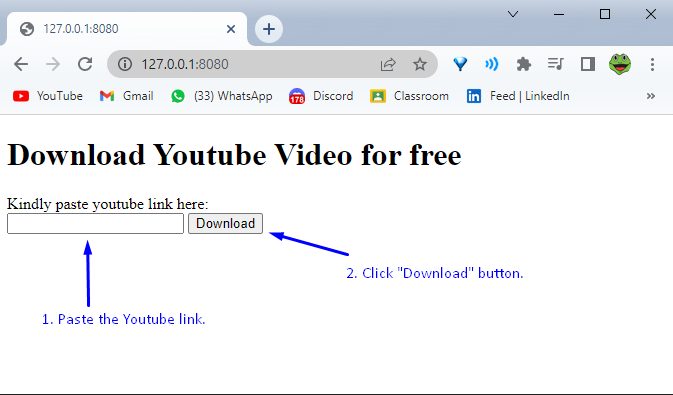 127.0.0.1:8080
127.0.0.1:8080
YouTube Gmail (33) WhatsApp 178 Discord Classroom in Feed | LinkedIn »
Download Youtube Video for free
Kindly paste youtube link here:
Download
2. Click "Download" button.
1. Paste the Youtube link.